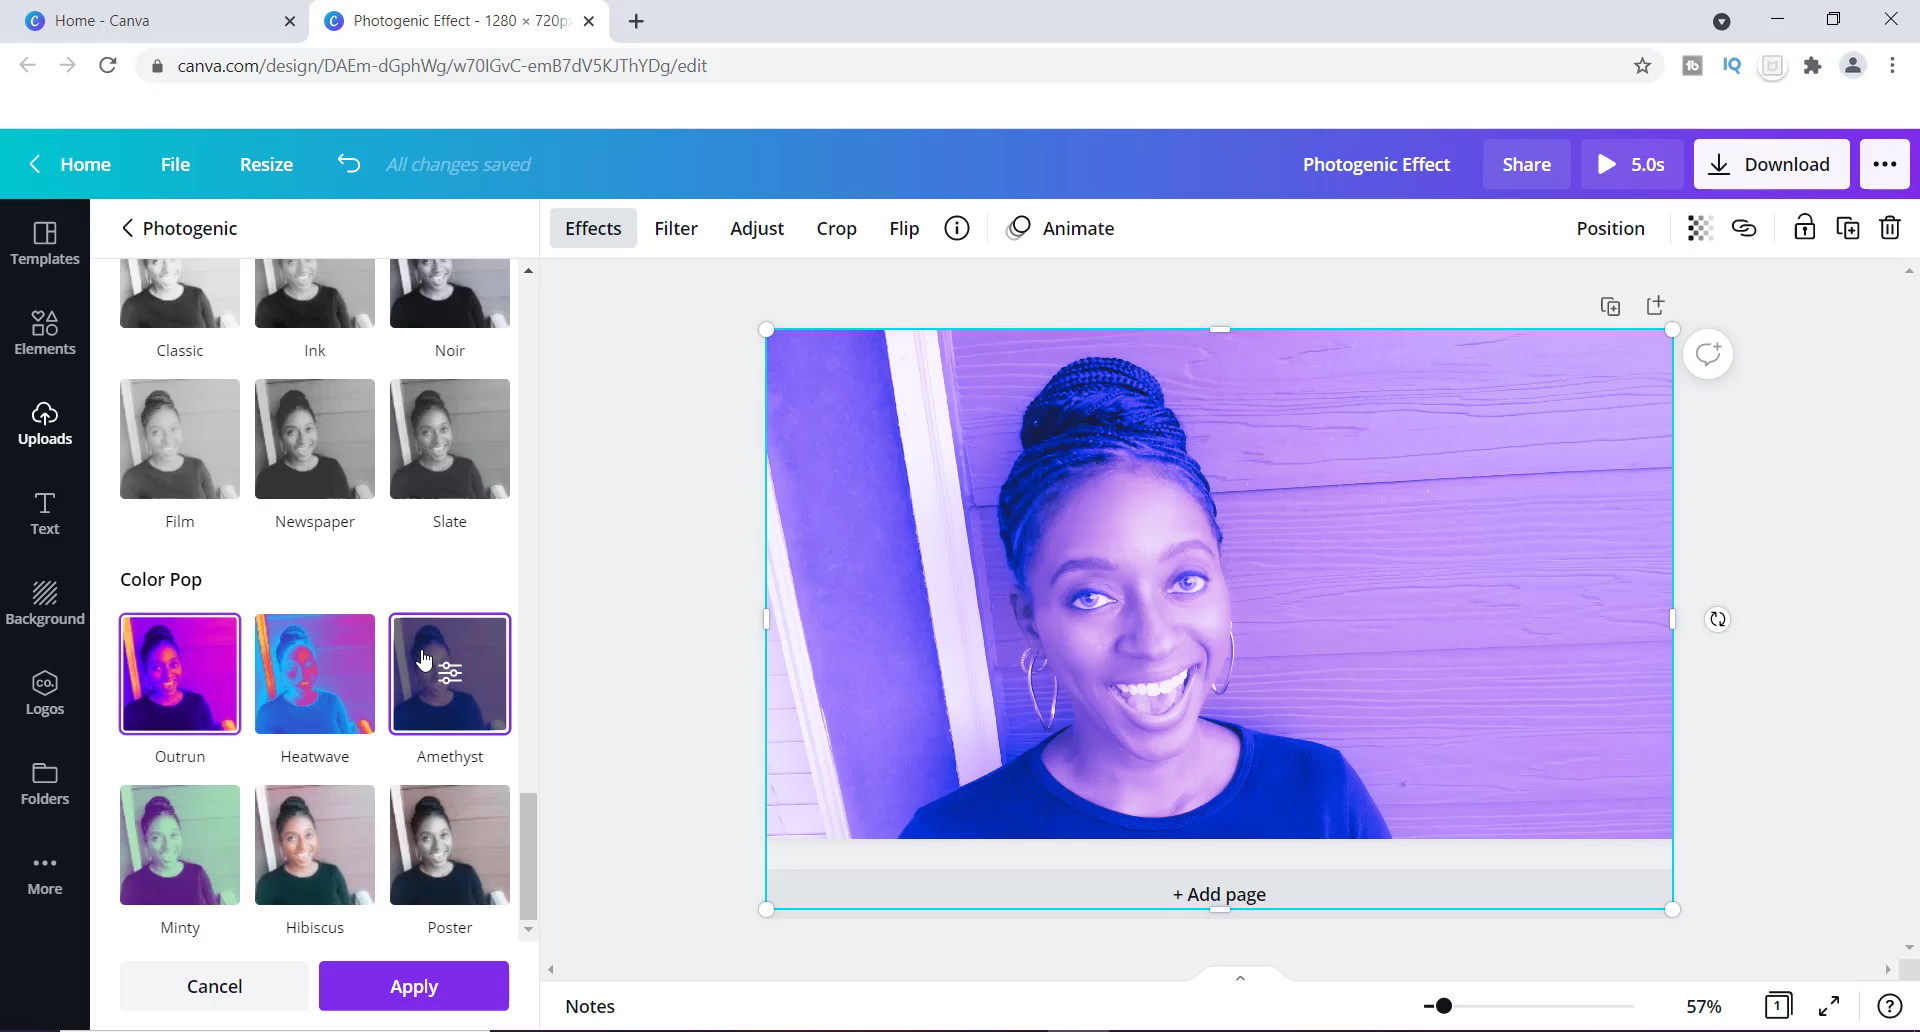 Home - Canva
Photogenic Effect - 1280 × 720p
canva.com/design/DAEm-dGphWg/w70IGvC-emB7dV5KJThYDg/edit
tb
IQ
Home
File
Resize
All changes saved
Photogenic Effect
Share
5.0s
Download
Templates
Elements
Uploads
Text
Background
CO.
Logos
Folders
More
Photogenic
Effects
Filter
Adjust
Crop
Flip
Animate
Position
Classic
Ink
Noir
Film
Newspaper
Slate
Color Pop
Outrun
Heatwave
Amethyst
Minty
Hibiscus
Poster
Cancel
Apply
+ Add page
Notes
57%
1
?